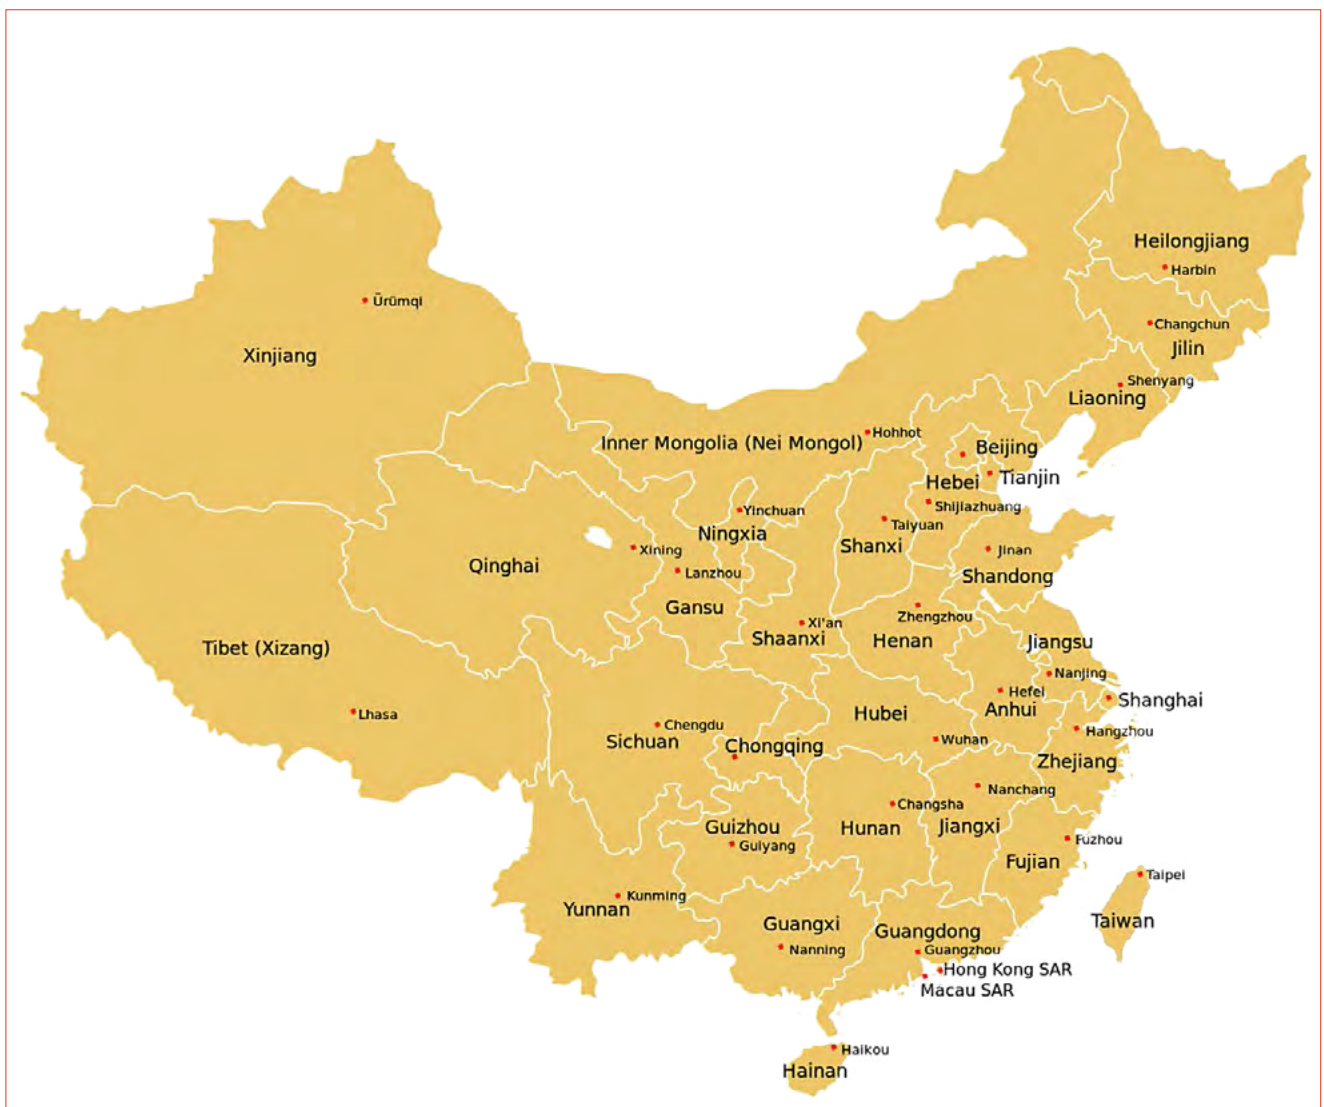 Heilongjiang
Harbin
Ürümqi
Changchun
Jilin
Xinjiang
Shenyang
Liaoning
Hohhot
Inner Mongolia (Nei Mongol)
Beijing
Tianjin
Hebei
Shijiazhuang
Yinchuan
Taiyuan
Ningxia
Shanxi
Xining
Jinan
Qinghai
Lanzhou
Shandong
Gansu
Zhengzhou
Xi'an
Shaanxi
Henan
Jiangsu
Tibet (Xizang)
Nanjing
Hefei
Shanghai
Anhui
Lhasa
Hubei
Chengdu
Hangzhou
Sichuan
Wuhan
Chongqing
Zhejiang
Nanchang
Changsha
Guizhou
Hunan
Jiangxi
Fuzhou
Guiyang
Fujian
Taipei
Kunming
Yunnan
Taiwan
Guangxi
Guangdong
Nanning
Guangzhou
Hong Kong SAR
Macau SAR
Haikou
Hainan